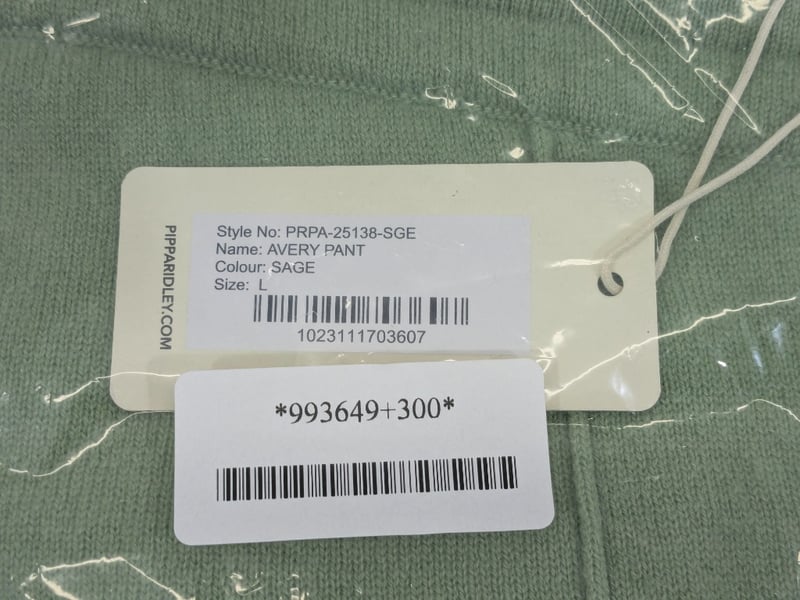 PIPPARIDLEY.COM
Style No: PRPA-25138-SGE
Name: AVERY PANT
Colour: SAGE
Size: L
1023111703607
*993649+300*